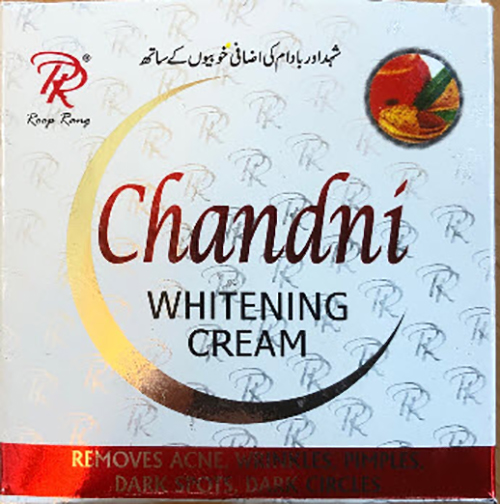 شہد اور بادام کی اضافی خوبیوں کے ساتھ
PR®
Roop Rang
Chandni
WHITENING
CREAM
REMOVES ACNE, WRINKLES, PIMPLES,
DARK SPOTS, DARK CIRCLES